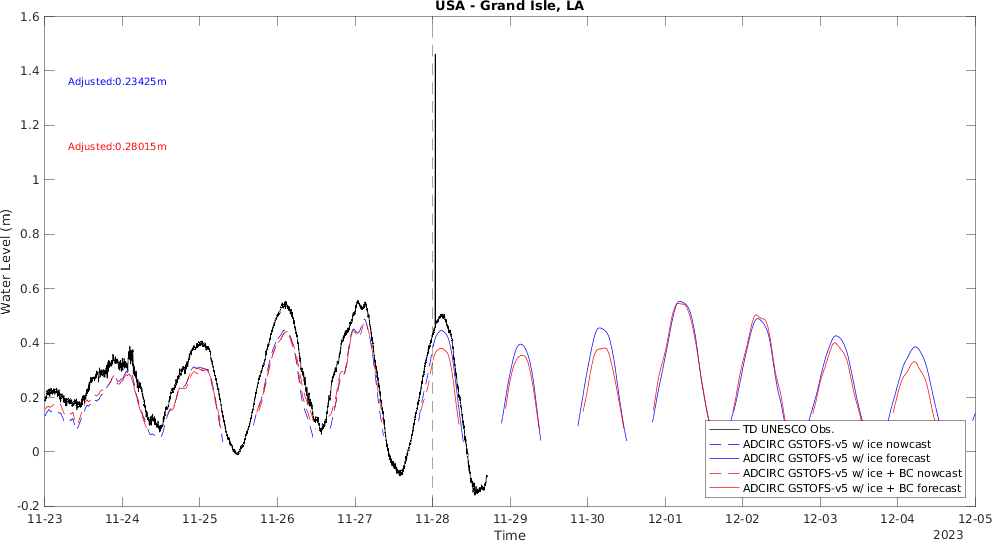 USA - Grand Isle, LA
1.6
1.4
1.2
1
0.8
0.6
0.4
0.2
0
-0.2
Water Level (m)
Adjusted:0.23425m
Adjusted:0.28015m
TD UNESCO Obs.
ADCIRC GSTOFS-v5 w/ ice nowcast
ADCIRC GSTOFS-v5 w/ ice forecast
ADCIRC GSTOFS-v5 w/ ice + BC nowcast
ADCIRC GSTOFS-v5 w/ ice + BC forecast
11-23 11-24 11-25 11-26 11-27 11-28 11-29 11-30 12-01 12-02 12-03 12-04 12-05
Time
2023